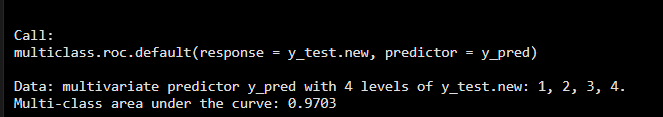 Call:
multiclass.roc.default(response = y_test.new, predictor = y_pred)
Data: multivariate predictor y_pred with 4 levels of y_test.new: 1, 2, 3, 4.
Multi-class area under the curve: 0.9703